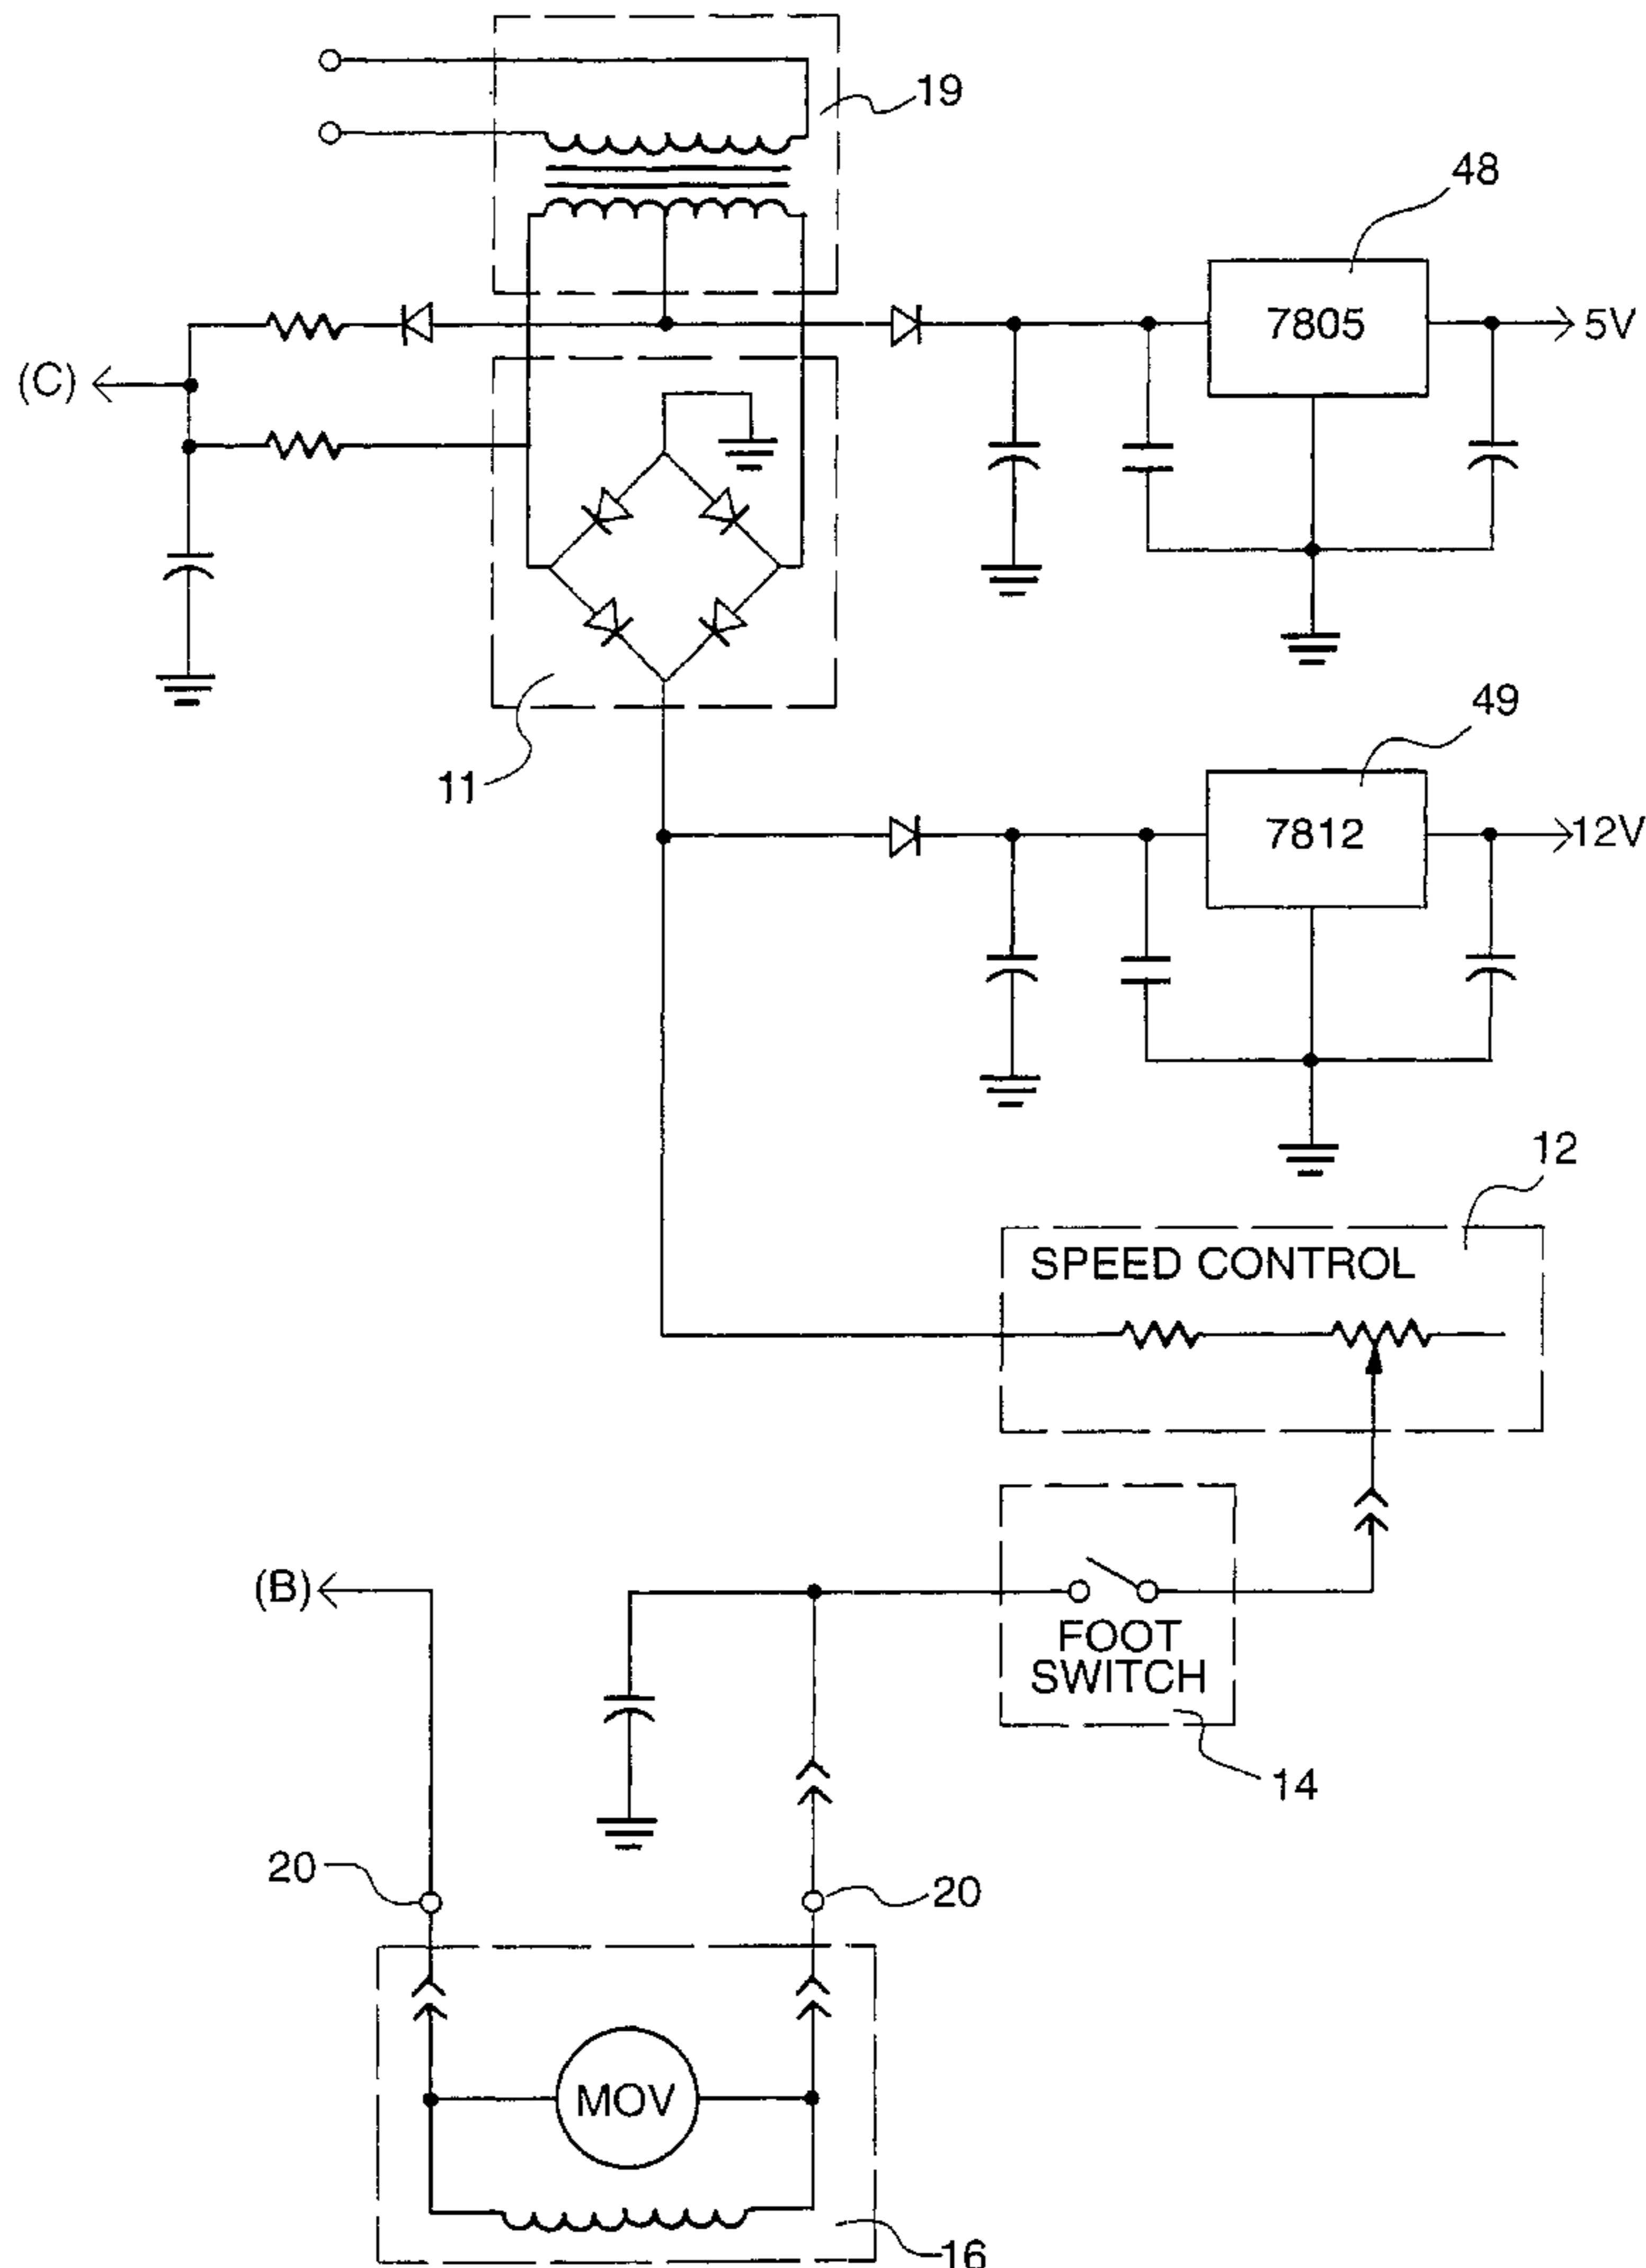 19
48
7805
5V
(C)
11
49
7812
12V
12
SPEED CONTROL
(B)
FOOT
SWITCH
14
20
20
MOV
16